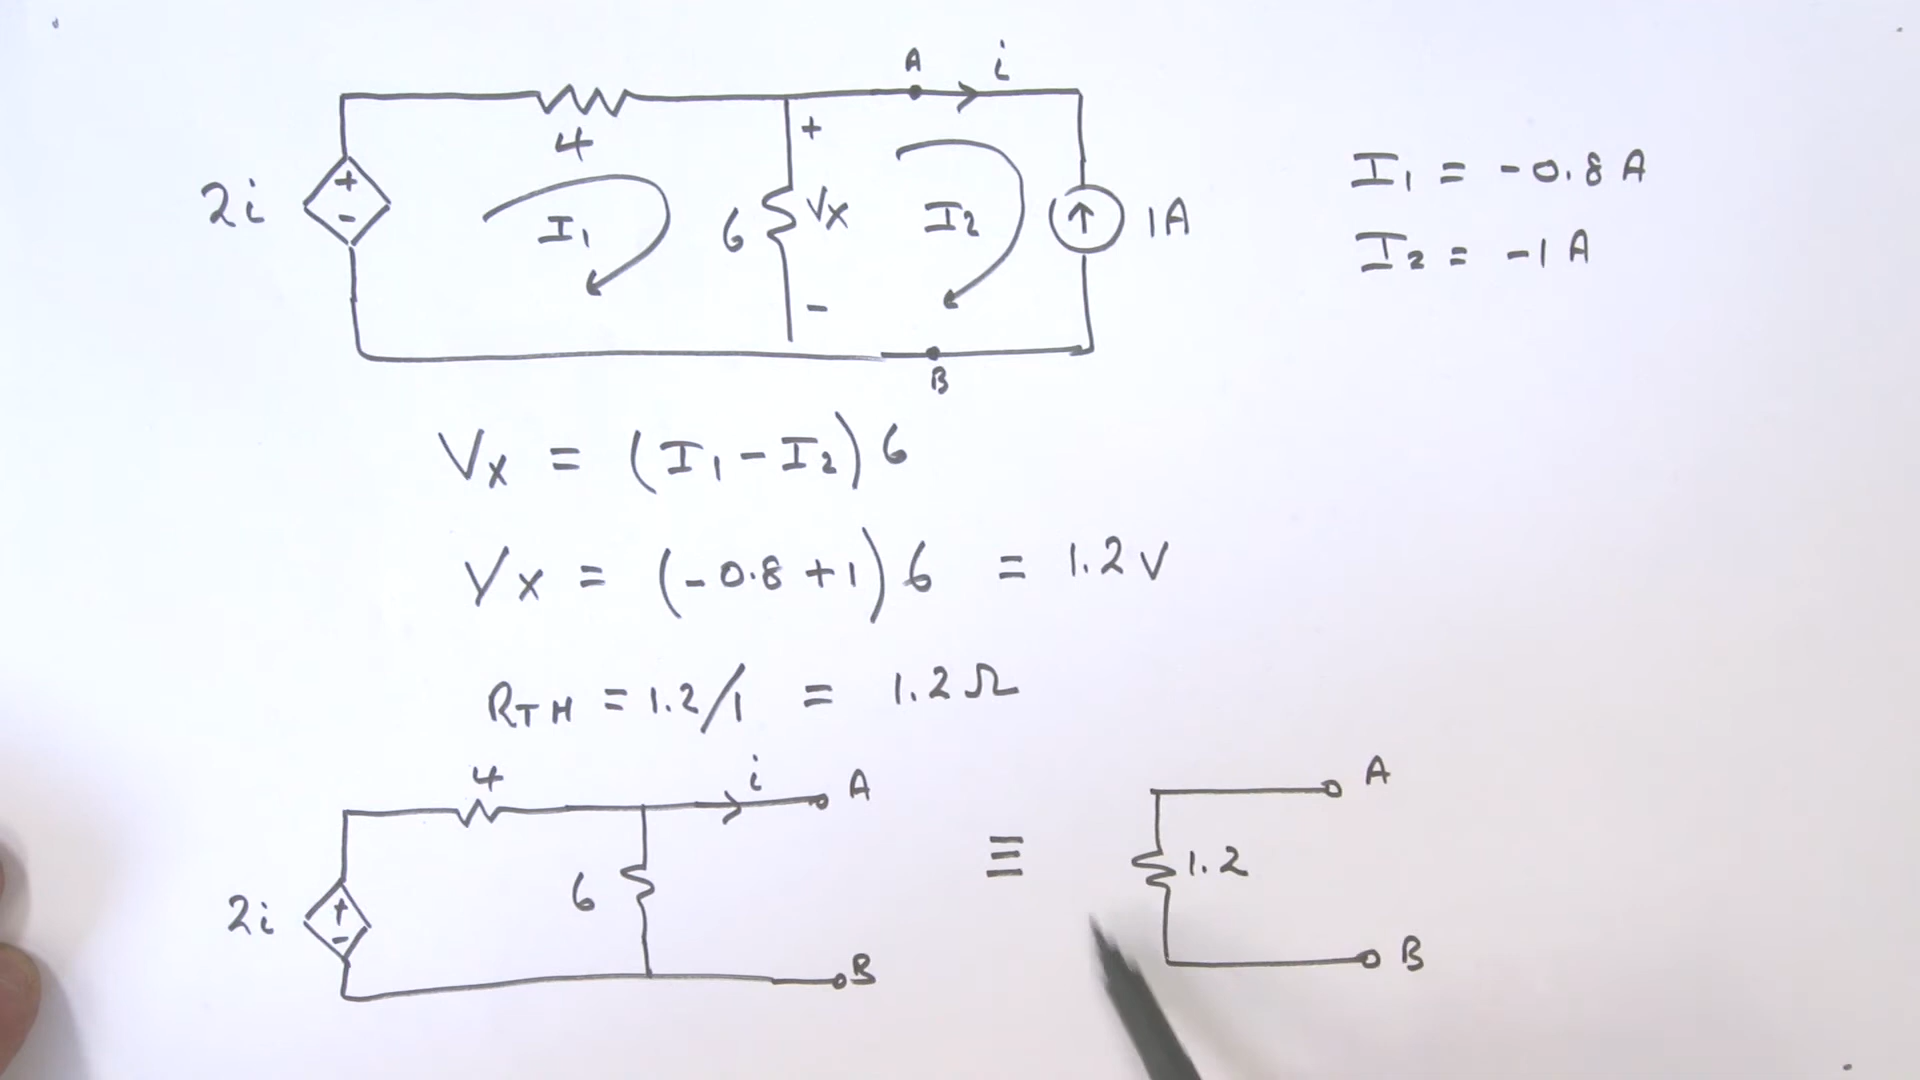 A i
+
4
2i + - I₁ 6 Vx I₂ ↑ 1A
-
B
I₁ = -0.8 A
I₂ = -1 A
Vx = (I₁ - I₂) 6
Vx = (-0.8 + 1) 6 = 1.2 V
RTH = 1.2/1 = 1.2 Ω
4 i A
2i + - 6 B
≡
A
1.2
B